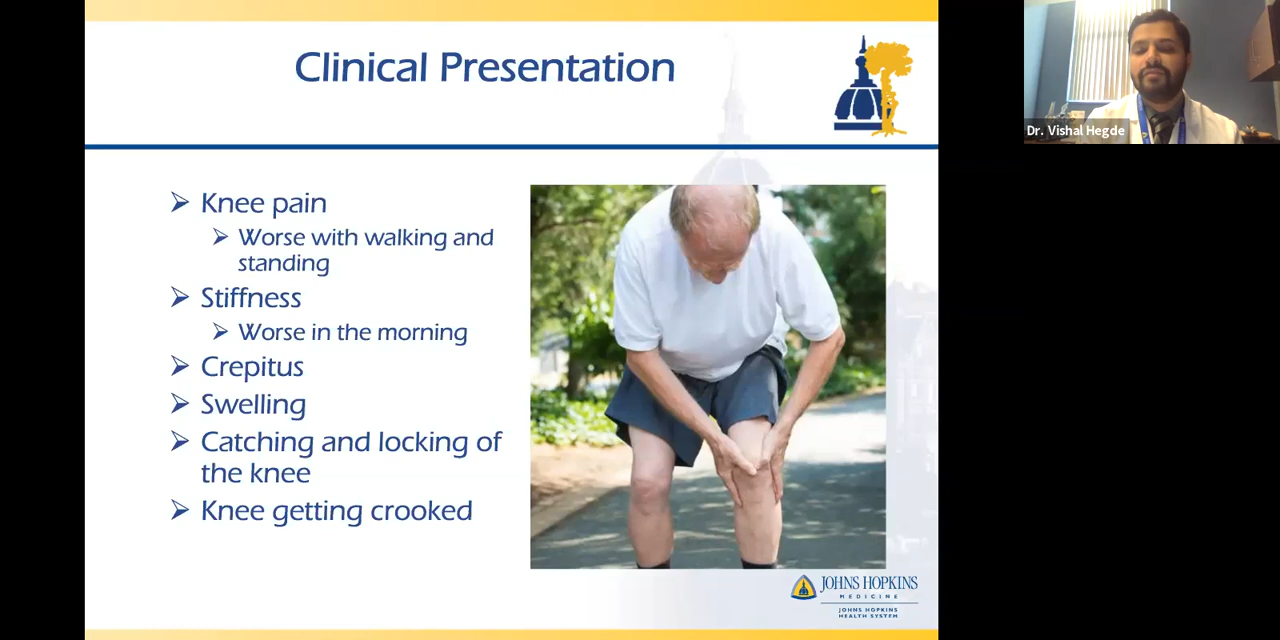 Clinical Presentation
Dr. Vishal Hegde
➢ Knee pain
➢ Worse with walking and
standing
➢ Stiffness
➢ Worse in the morning
➢ Crepitus
➢ Swelling
➢ Catching and locking of
the knee
➢ Knee getting crooked
JOHNS HOPKINS
MEDICINE
JOHNS HOPKINS
HEALTH SYSTEM